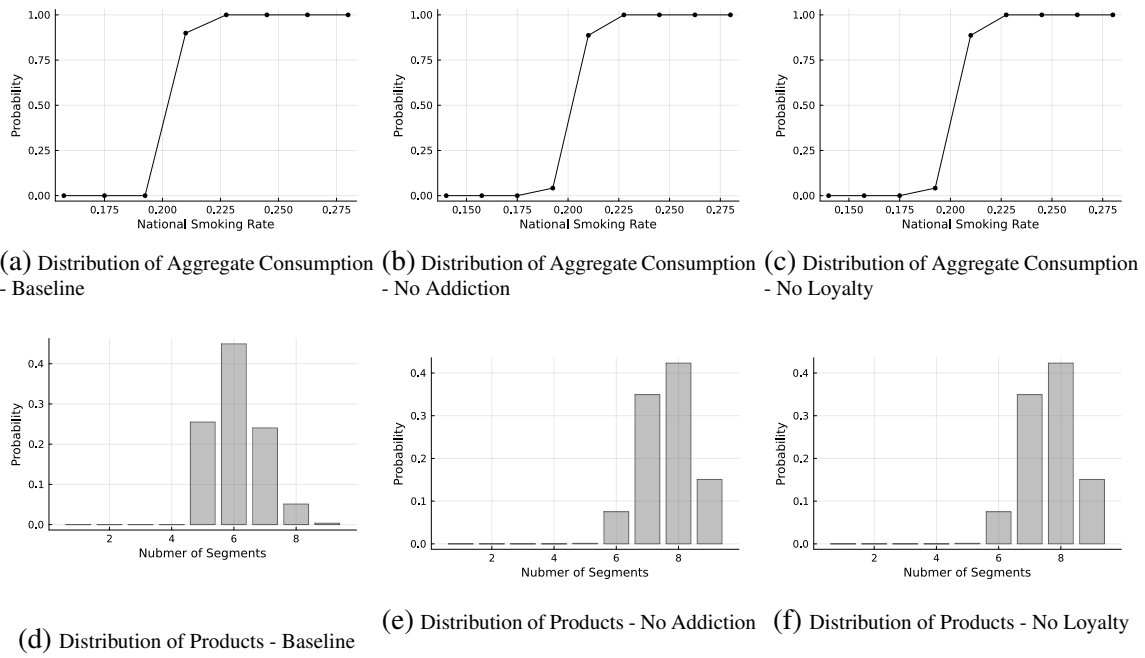 1.00
0.75
0.50
0.25
0.00
Probability
0.175 0.200 0.225 0.250 0.275
National Smoking Rate
(a) Distribution of Aggregate Consumption
- Baseline
1.00
0.75
0.50
0.25
0.00
Probability
0.150 0.175 0.200 0.225 0.250 0.275
National Smoking Rate
(b) Distribution of Aggregate Consumption
- No Addiction
1.00
0.75
0.50
0.25
0.00
Probability
0.150 0.175 0.200 0.225 0.250 0.275
National Smoking Rate
(c) Distribution of Aggregate Consumption
- No Loyalty
0.4
0.3
0.2
0.1
0.0
Probability
2 4 6 8
Nubmer of Segments
(d) Distribution of Products - Baseline
0.4
0.3
0.2
0.1
0.0
Probability
2 4 6 8
Nubmer of Segments
(e) Distribution of Products - No Addiction
0.4
0.3
0.2
0.1
0.0
Probability
2 4 6 8
Nubmer of Segments
(f) Distribution of Products - No Loyalty